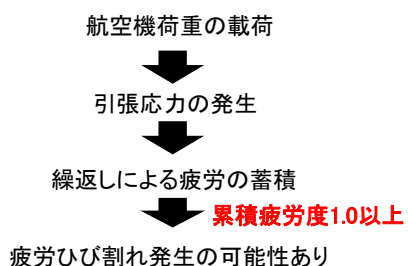 航空機荷重の載荷
引張応力の発生
繰返しによる疲労の蓄積
累積疲労度1.0以上
疲労ひび割れ発生の可能性あり